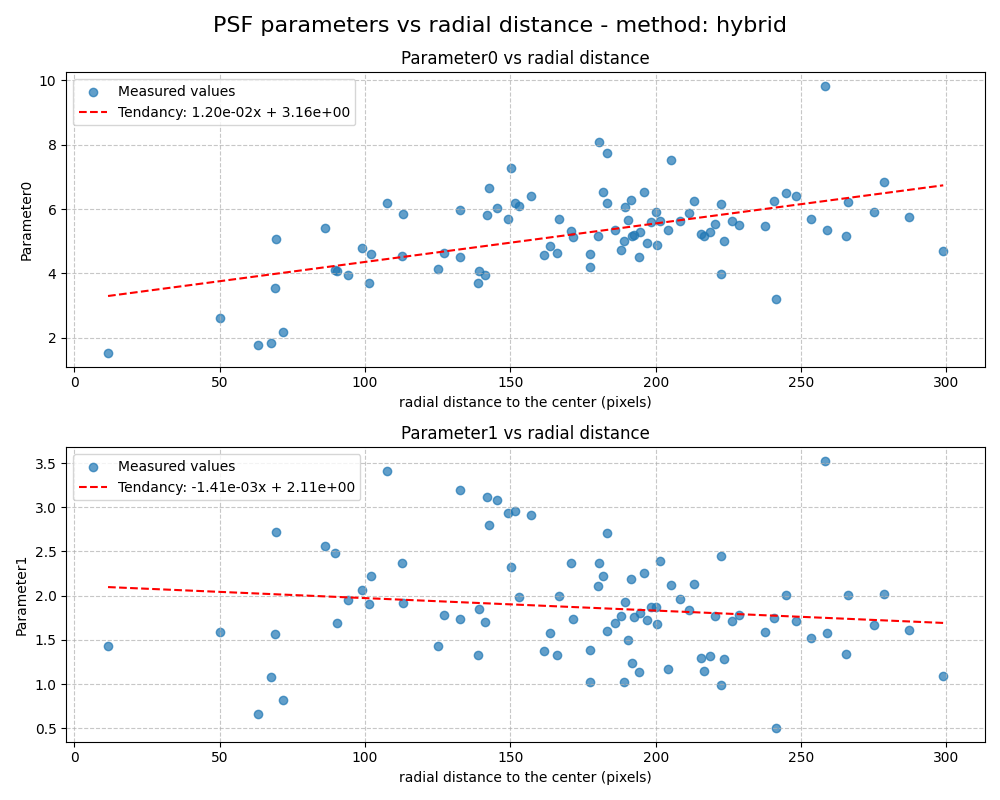 PSF parameters vs radial distance - method: hybrid
Parameter0 vs radial distance
Measured values
Tendancy: 1.20e-02x + 3.16e+00
10
8
6
4
2
Parameter0
0 50 100 150 200 250 300
radial distance to the center (pixels)
Parameter1 vs radial distance
Measured values
Tendancy: -1.41e-03x + 2.11e+00
3.5
3.0
2.5
2.0
1.5
1.0
0.5
Parameter1
0 50 100 150 200 250 300
radial distance to the center (pixels)